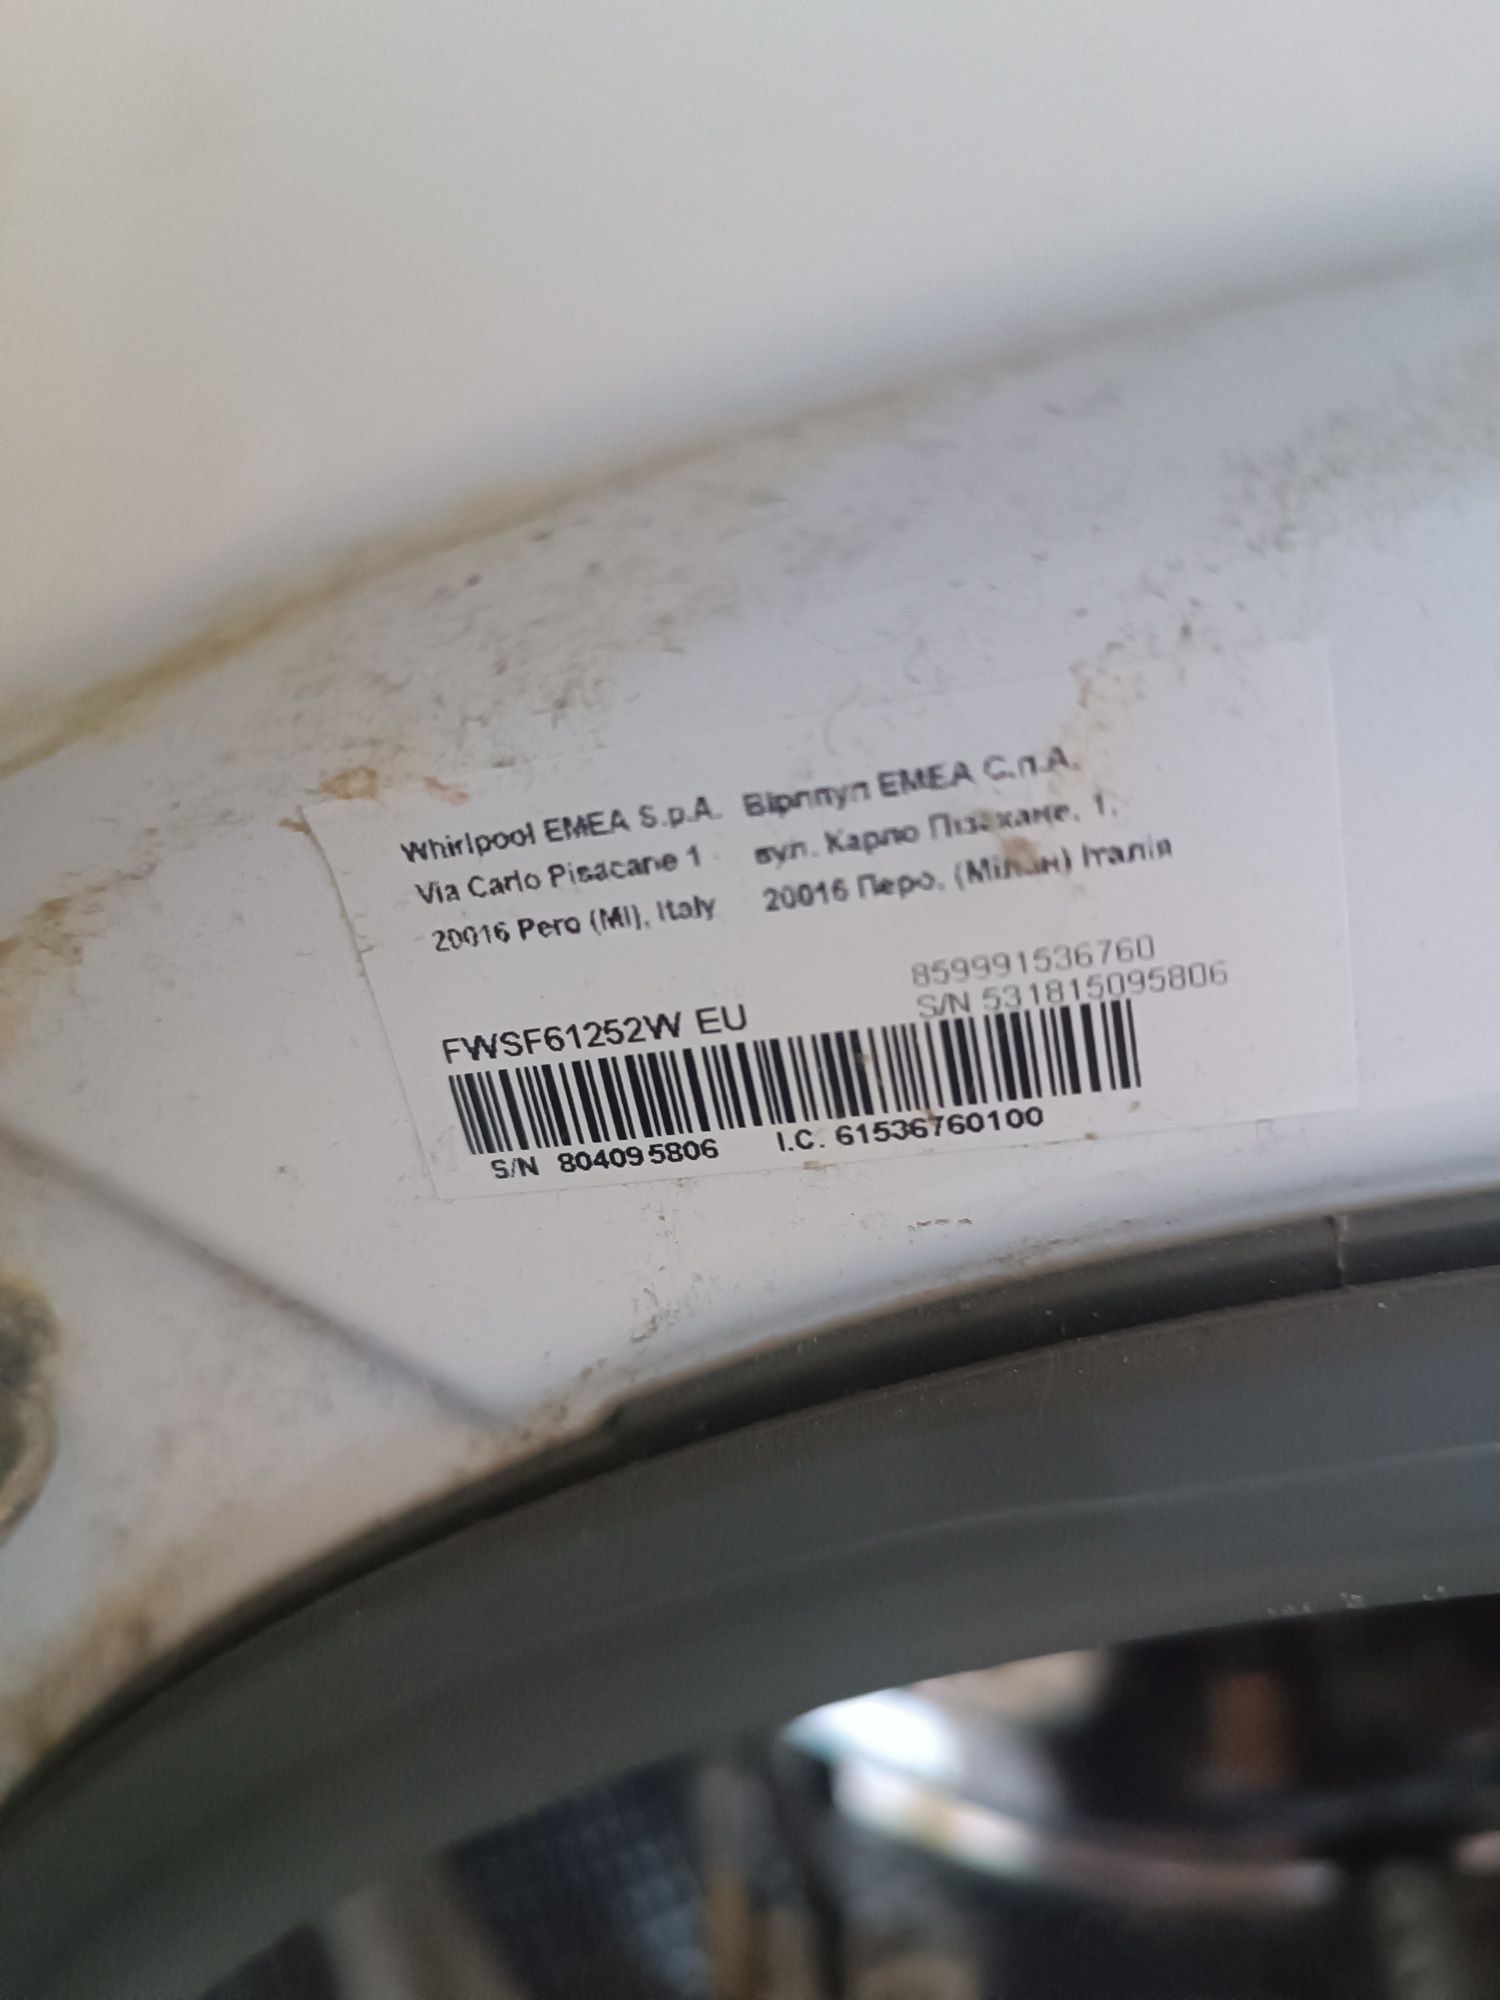 Whirlpool EMEA S.p.A.
Via Carlo Pisacane 1
20016 Pero (MI), Italy
Вірлпул ЕМЕА С.п.А.
вул. Карло Пізакане, 1,
20016 Перо, (Мілан) Італія
859991536760
S/N 531815095806
FWSF61252W EU
S/N 804095806 I.C. 61536760100